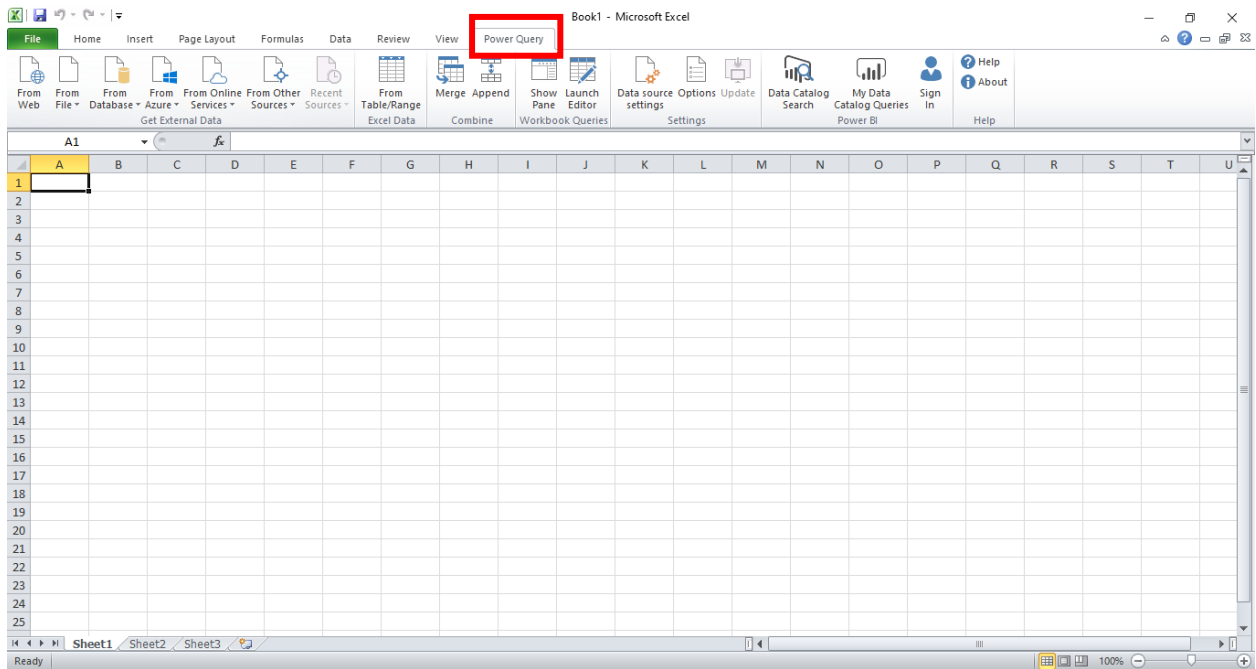 Book1 - Microsoft Excel
File Home Insert Page Layout Formulas Data Review View Power Query
From Web
From File
From Database
From Azure
From Online Services
From Other Sources
Recent Sources
Get External Data
From Table/Range
Excel Data
Merge
Append
Combine
Show Pane
Launch Editor
Workbook Queries
Data source settings
Options
Update
Settings
Data Catalog Search
My Data Catalog Queries
Sign In
Power BI
Help
About
Help
A1 fx
A B C D E F G H I J K L M N O P Q R S T U
1
2
3
4
5
6
7
8
9
10
11
12
13
14
15
16
17
18
19
20
21
22
23
24
25
Sheet1 Sheet2 Sheet3
Ready 100%